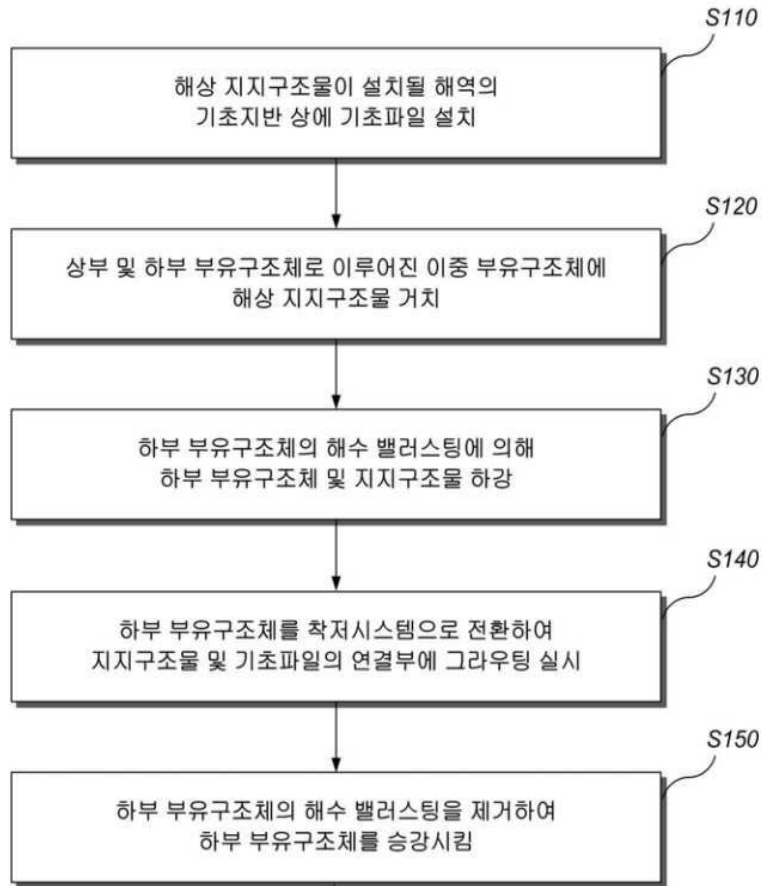 S110
해상 지지구조물이 설치될 해역의
기초지반 상에 기초파일 설치
S120
상부 및 하부 부유구조체로 이루어진 이중 부유구조체에
해상 지지구조물 거치
S130
하부 부유구조체의 해수 밸러스팅에 의해
하부 부유구조체 및 지지구조물 하강
S140
하부 부유구조체를 착저시스템으로 전환하여
지지구조물 및 기초파일의 연결부에 그라우팅 실시
S150
하부 부유구조체의 해수 밸러스팅을 제거하여
하부 부유구조체를 승강시킴